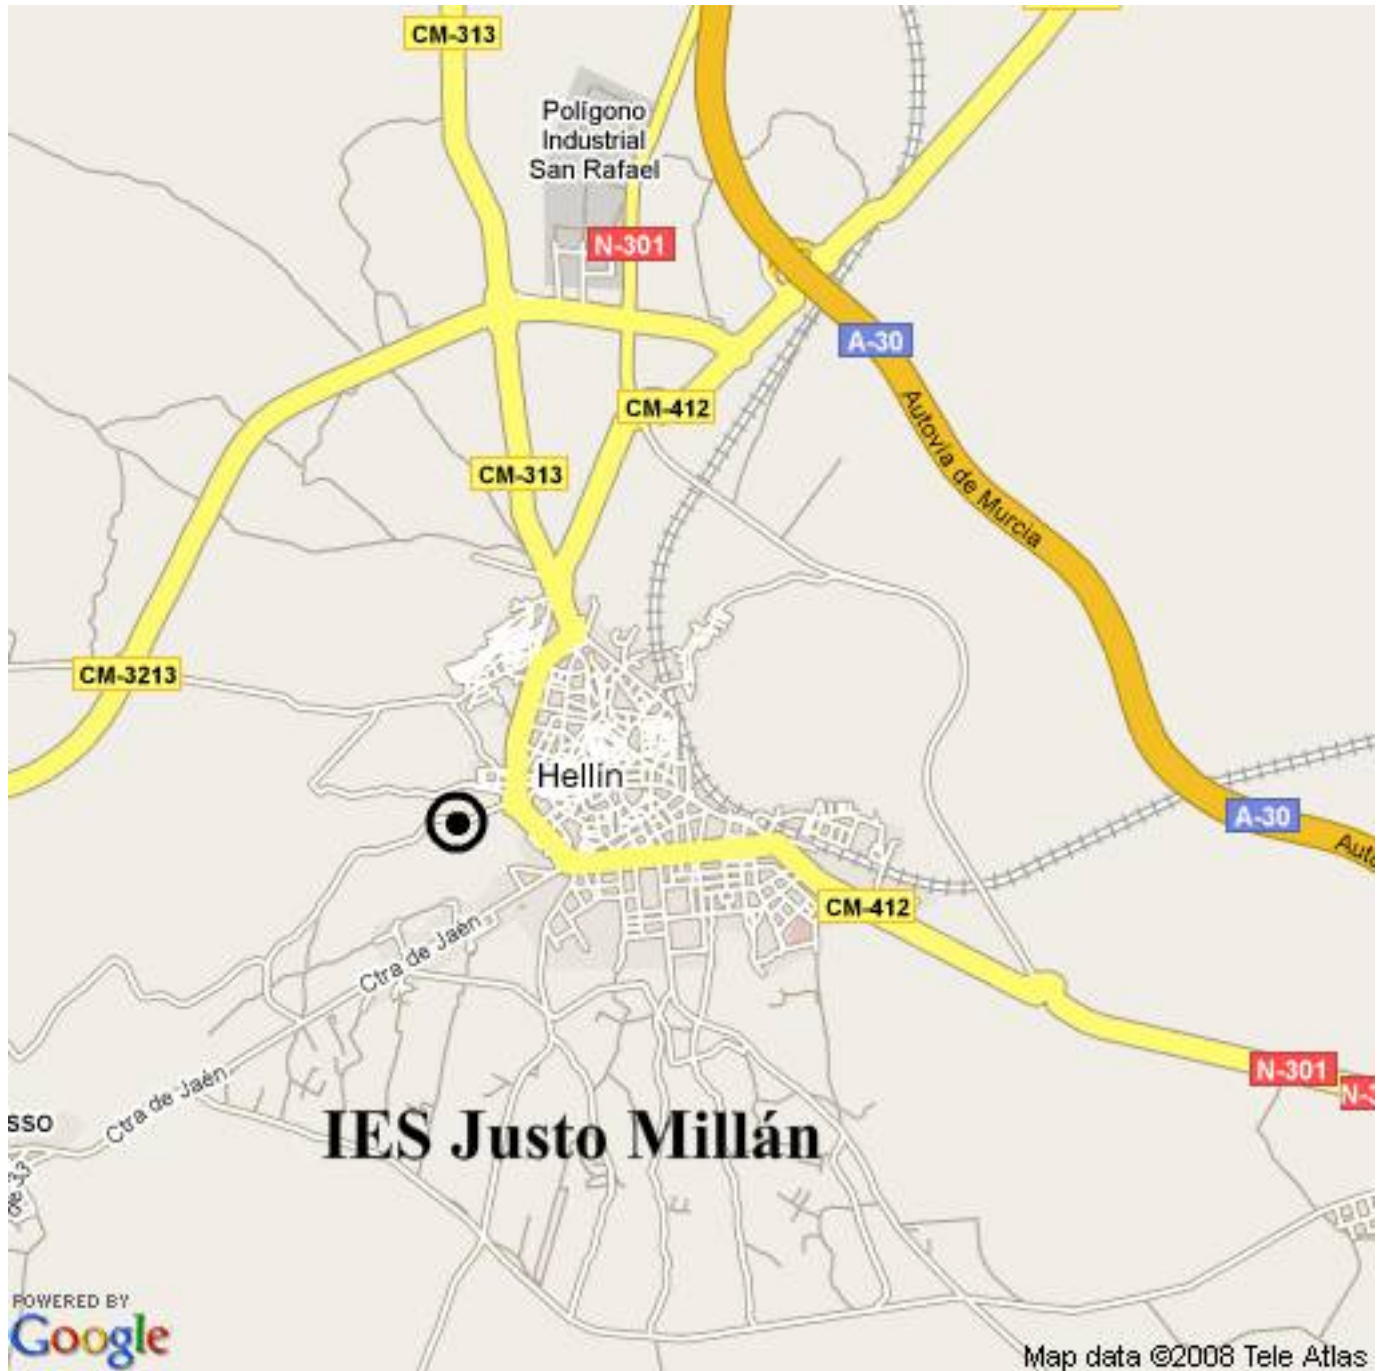 CM-313
Polígono
Industrial
San Rafael
N-301
A-30
CM-412
Autovía de Murcia
CM-313
CM-3213
Hellín
A-30
CM-412
Ctra de Jaén
N-301
Ctra de Jaén
IES Justo Millán
POWERED BY
Google
Map data ©2008 Tele Atlas